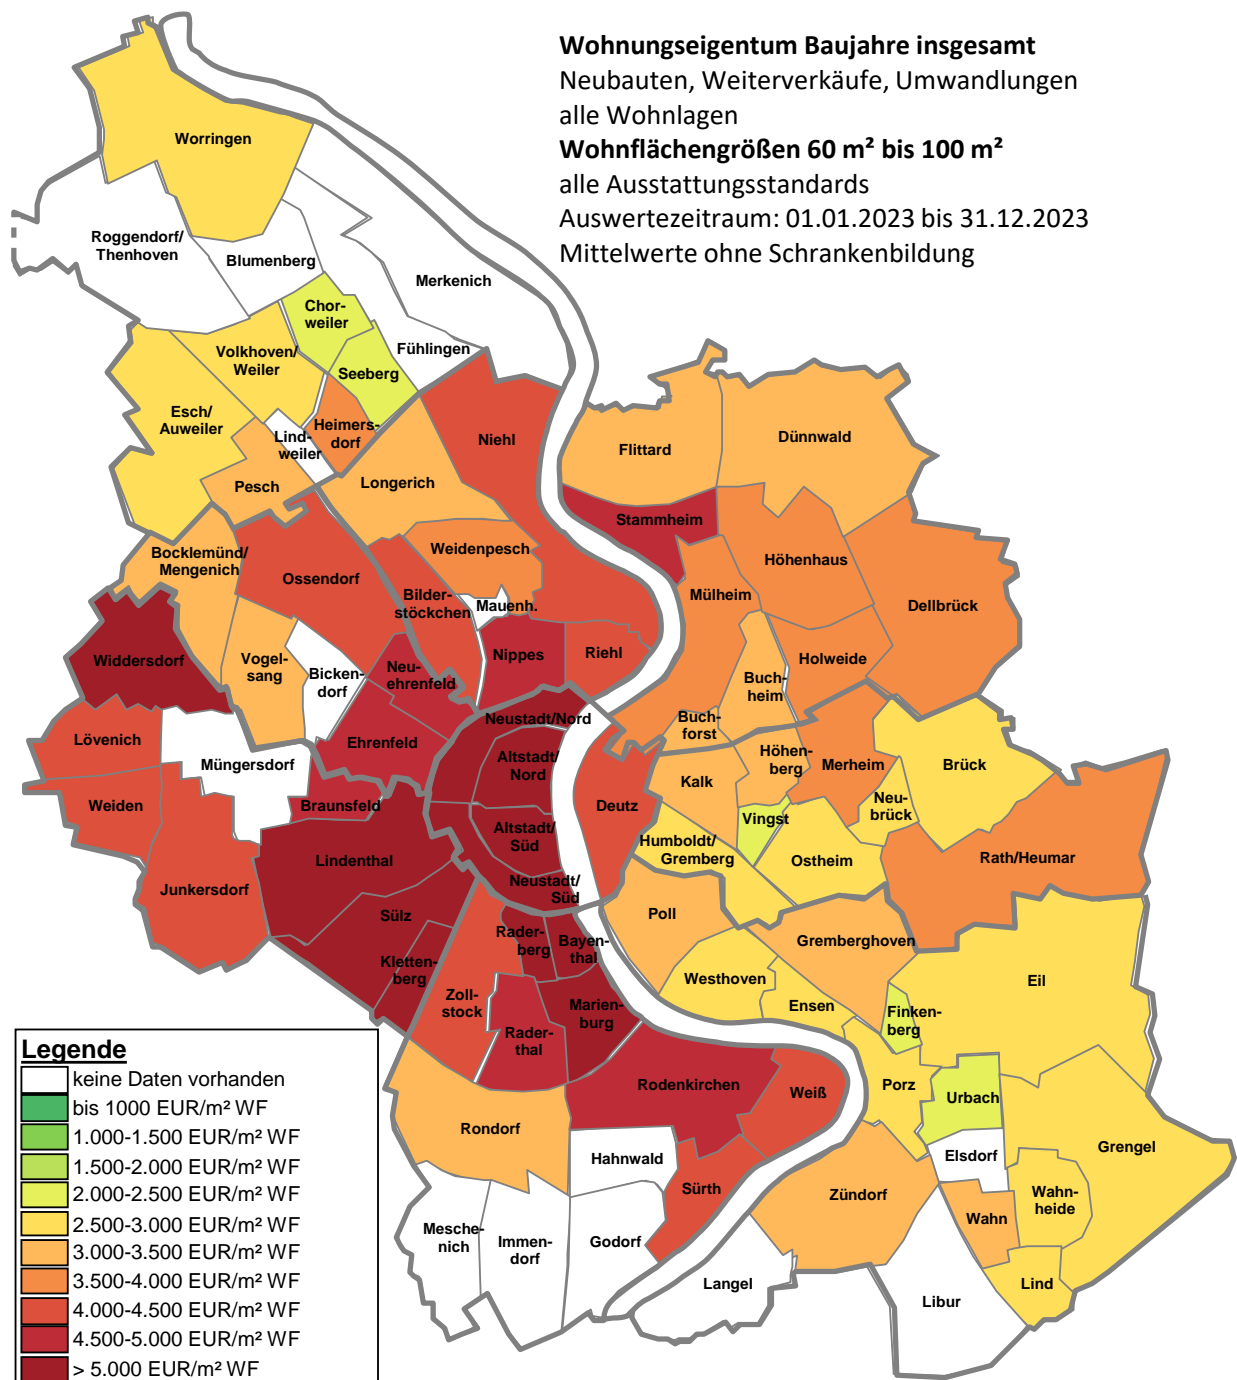 Wohnungseigentum Baujahre insgesamt
Neubauten, Weiterverkäufe, Umwandlungen
alle Wohnlagen
Wohnflächengrößen 60 m² bis 100 m²
alle Ausstattungsstandards
Auswertezeitraum: 01.01.2023 bis 31.12.2023
Mittelwerte ohne Schrankenbildung
Worringen
Roggendorf/
Thenhoven
Blumenberg
Merkenich
Chor-
weiler
Fühlingen
Volkhoven/
Weiler
Seeberg
Esch/
Auweiler
Lind-
weiler
Heimers-
dorf
Niehl
Pesch
Longerich
Flittard
Dünnwald
Stammheim
Bocklemünd/
Mengenich
Ossendorf
Weidenpesch
Bilder-
stöckchen
Mauenh.
Mülheim
Höhenhaus
Dellbrück
Widdersdorf
Vogel-
sang
Bicken-
dorf
Neu-
ehrenfeld
Nippes
Riehl
Buch-
heim
Holweide
Neustadt/Nord
Buch-
forst
Lövenich
Müngersdorf
Ehrenfeld
Altstadt/
Nord
Höhen-
berg
Kalk
Merheim
Brück
Weiden
Braunsfeld
Deutz
Neu-
brück
Vingst
Altstadt/
Süd
Humboldt/
Gremberg
Ostheim
Rath/Heumar
Lindenthal
Junkersdorf
Neustadt/
Süd
Sülz
Poll
Rader-
berg
Bayen-
thal
Gremberghoven
Kletten-
berg
Westhoven
Eil
Zoll-
stock
Marien-
burg
Ensen
Finken-
berg
Rader-
thal
Rodenkirchen
Weiß
Porz
Urbach
Rondorf
Hahnwald
Elsdorf
Grengel
Sürth
Zündorf
Wahn-
heide
Wahn
Mesche-
nich
Immen-
dorf
Godorf
Langel
Libur
Lind
Legende
keine Daten vorhanden
bis 1000 EUR/m² WF
1.000-1.500 EUR/m² WF
1.500-2.000 EUR/m² WF
2.000-2.500 EUR/m² WF
2.500-3.000 EUR/m² WF
3.000-3.500 EUR/m² WF
3.500-4.000 EUR/m² WF
4.000-4.500 EUR/m² WF
4.500-5.000 EUR/m² WF
> 5.000 EUR/m² WF